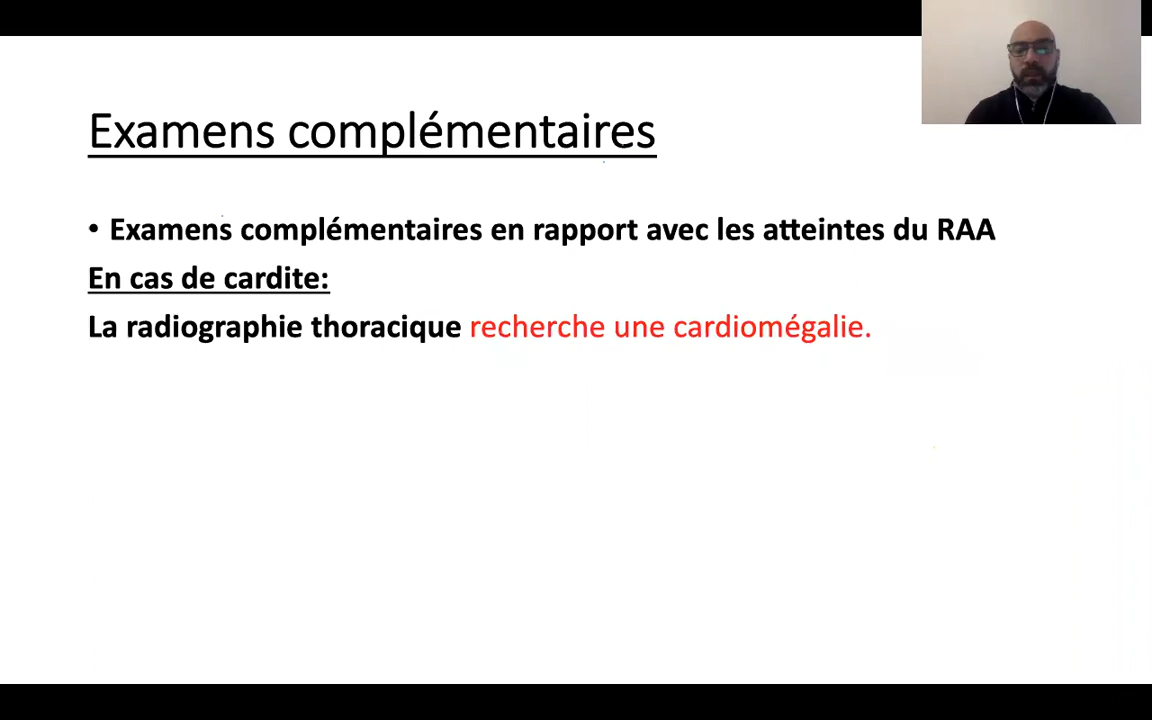 Examens complémentaires
• Examens complémentaires en rapport avec les atteintes du RAA
En cas de cardite:
La radiographie thoracique recherche une cardiomégalie.